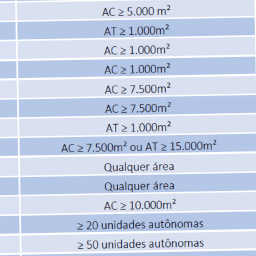 AC ≥ 5.000 m²
AT ≥ 1.000m²
AC ≥ 1.000m²
AC ≥ 1.000m²
AC ≥ 7.500m²
AC ≥ 7.500m²
AT ≥ 1.000m²
AC ≥ 7.500m² ou AT ≥ 15.000m²
Qualquer área
Qualquer área
AC ≥ 10.000m²
≥ 20 unidades autônomas
≥ 50 unidades autônomas